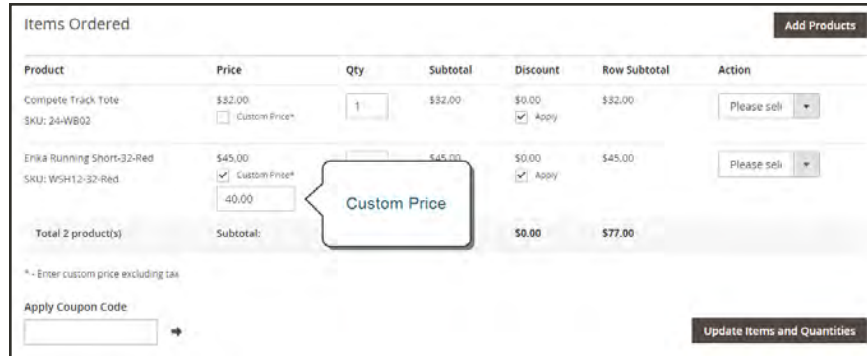 Items Ordered
Add Products
Product Price Qty Subtotal Discount Row Subtotal Action
Compete Track Tote $32.00 1 $32.00 $0.00 $32.00 Please sel
SKU: 24-WB02 Custom Price* Apply
Erika Running Short-32-Red $45.00 $45.00 $0.00 $45.00 Please sel
SKU: WSH12-32-Red Custom Price* Apply
40.00
Custom Price
Total 2 product(s) Subtotal: $0.00 $77.00
* - Enter custom price excluding tax
Apply Coupon Code
Update Items and Quantities